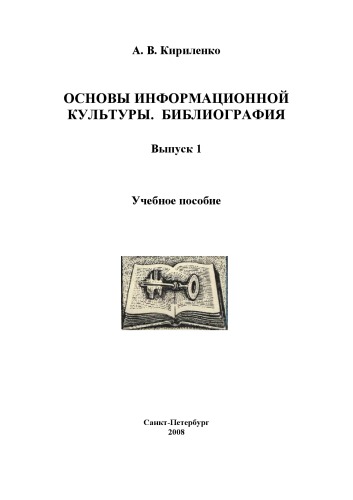 А. В. Кириленко
ОСНОВЫ ИНФОРМАЦИОННОЙ
КУЛЬТУРЫ. БИБЛИОГРАФИЯ
Выпуск 1
Учебное пособие
Санкт-Петербург
2008